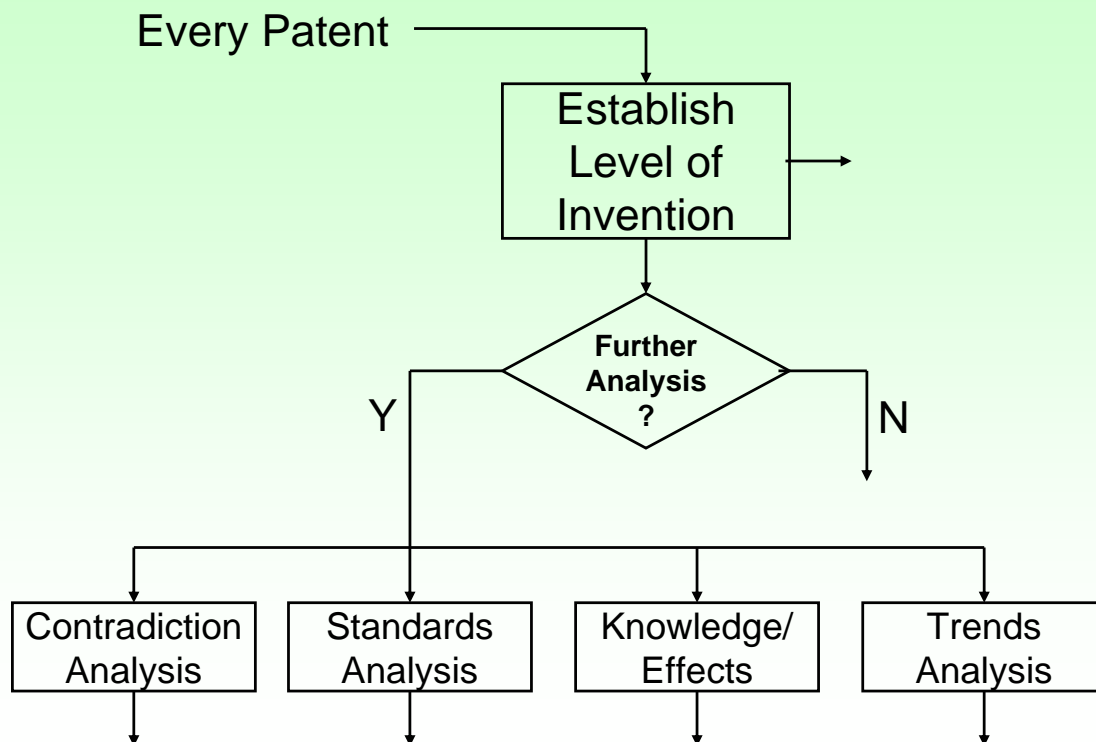 Every Patent
Establish
Level of
Invention
Further
Analysis
?
Y
N
Contradiction
Analysis
Standards
Analysis
Knowledge/
Effects
Trends
Analysis